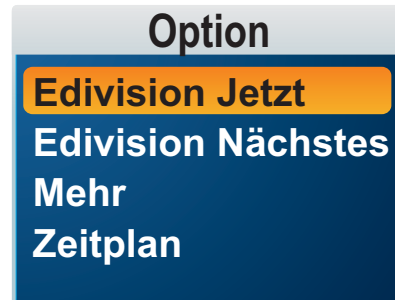 Option
Edivision Jetzt
Edivision Nächstes
Mehr
Zeitplan